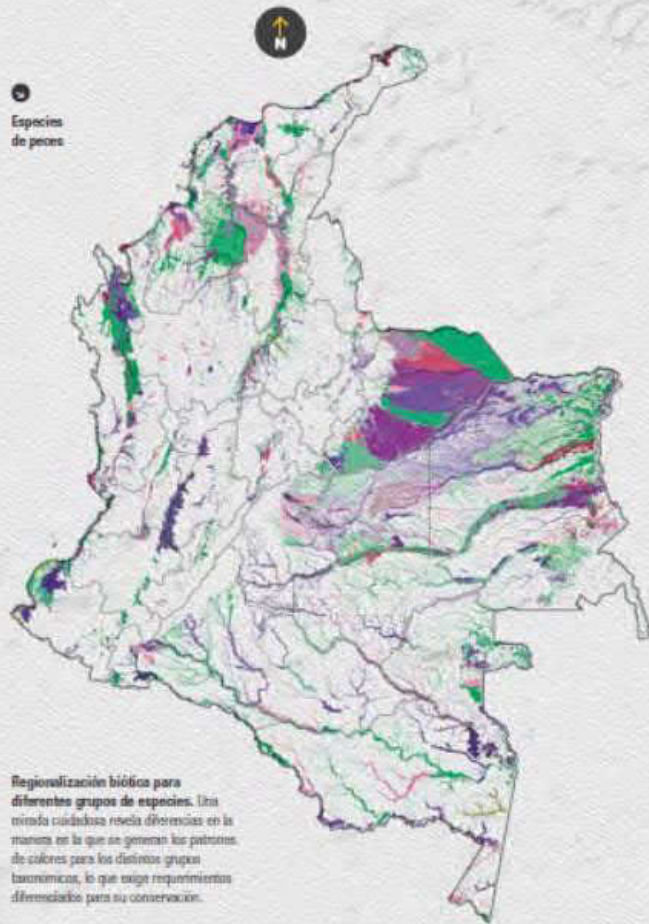 N
Especies
de peces
Regionalización biótica para
diferentes grupos de especies. Una
mirada cuidadosa revela diferencias en la
manera en la que se generan los patrones
de colores para los distintos grupos
taxonómicos, lo que exige requerimientos
diferenciados para su conservación.